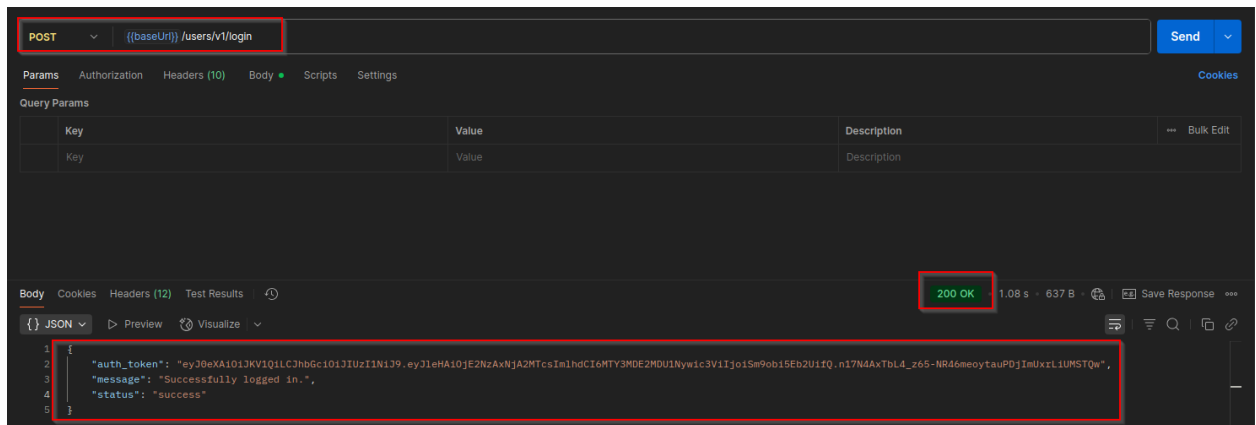 POST {{baseUrl}} /users/v1/login Send
Params Authorization Headers (10) Body Scripts Settings Cookies
Query Params
Key Value Description Bulk Edit
Key Value Description
Body Cookies Headers (12) Test Results 200 OK 1.08 s 637 B Save Response
{} JSON Preview Visualize
1 {
2 "auth_token": "eyJ0eXAiOiJKV1QiLCJhbGciOiJIUzI1NiJ9.eyJleHAiOjE2NzAxNjA2MTcsImlhdCI6MTY3MDE2MDU1Nywic3ViIjoiSm9obi5Eb2UifQ.n17N4AxTbL4_z65-NR46meoytauPDjImUxrLiUMSTQw",
3 "message": "Successfully logged in.",
4 "status": "success"
5 }